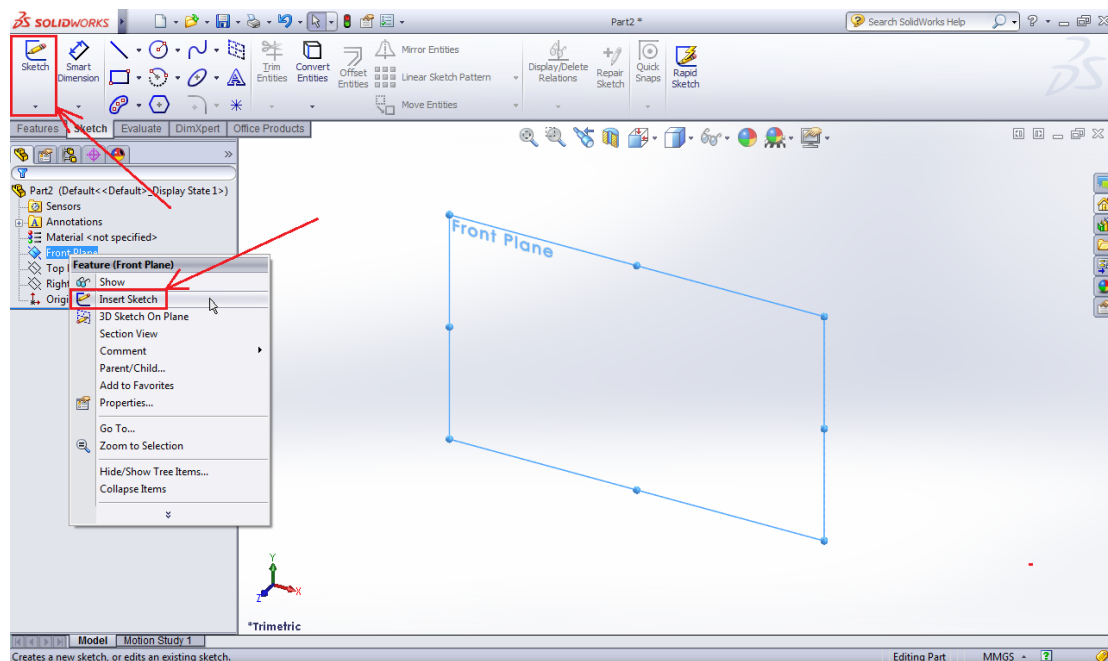 SOLIDWORKS
Part2 *
Search SolidWorks Help
Sketch
Smart Dimension
Trim Entities
Convert Entities
Offset Entities
Mirror Entities
Linear Sketch Pattern
Move Entities
Display/Delete Relations
Repair Sketch
Quick Snaps
Rapid Sketch
Features
Sketch
Evaluate
DimXpert
Office Products
Part2 (Default<<Default>_Display State 1>)
Sensors
Annotations
Material <not specified>
Front Plane
Top
Right
Origi
Feature (Front Plane)
Show
Insert Sketch
3D Sketch On Plane
Section View
Comment
Parent/Child...
Add to Favorites
Properties...
Go To...
Zoom to Selection
Hide/Show Tree Items...
Collapse Items
Front Plane
Y
X
Z
*Trimetric
Model
Motion Study 1
Creates a new sketch, or edits an existing sketch.
Editing Part
MMGS